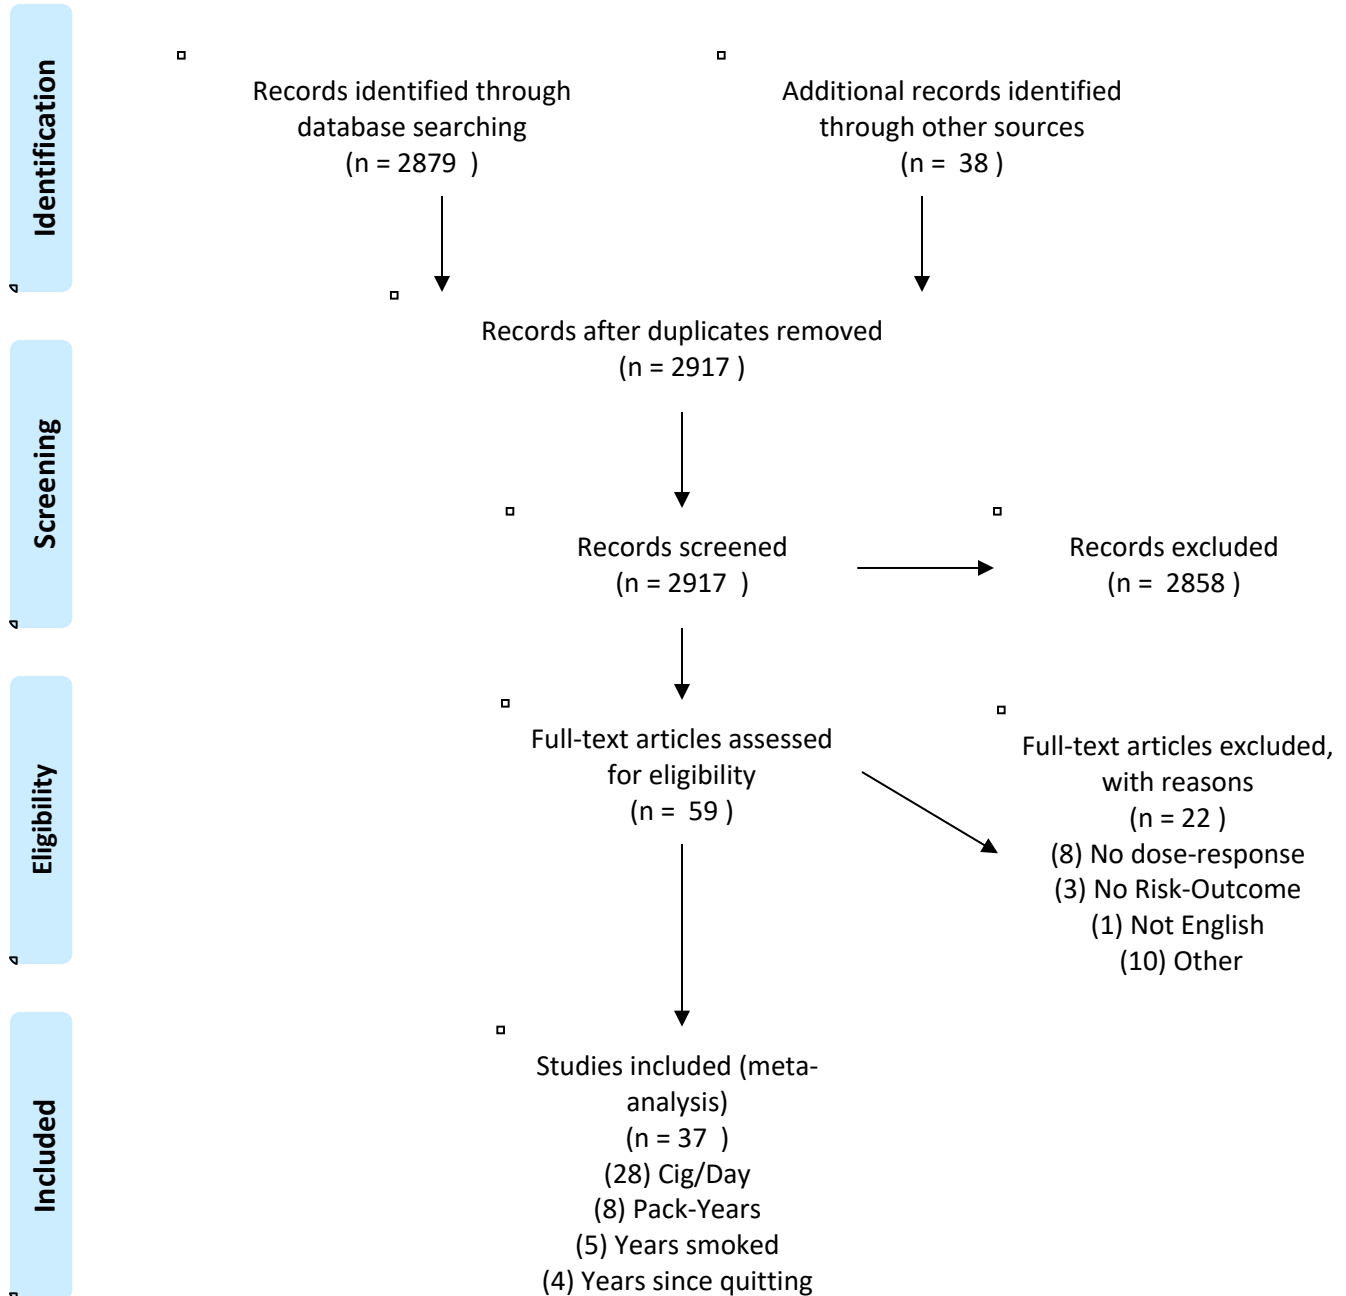 Identification
Records identified through
database searching
(n = 2879  )
Additional records identified
through other sources
(n =  38 )
Records after duplicates removed
(n = 2917 )
Screening
Records screened
(n = 2917  )
Records excluded
(n =  2858 )
Eligibility
Full-text articles assessed
for eligibility
(n =  59 )
Full-text articles excluded,
with reasons
(n = 22 )
(8) No dose-response
(3) No Risk-Outcome
(1) Not English
(10) Other
Included
Studies included (meta-
analysis)
(n = 37  )
(28) Cig/Day
(8) Pack-Years
(5) Years smoked
(4) Years since quitting